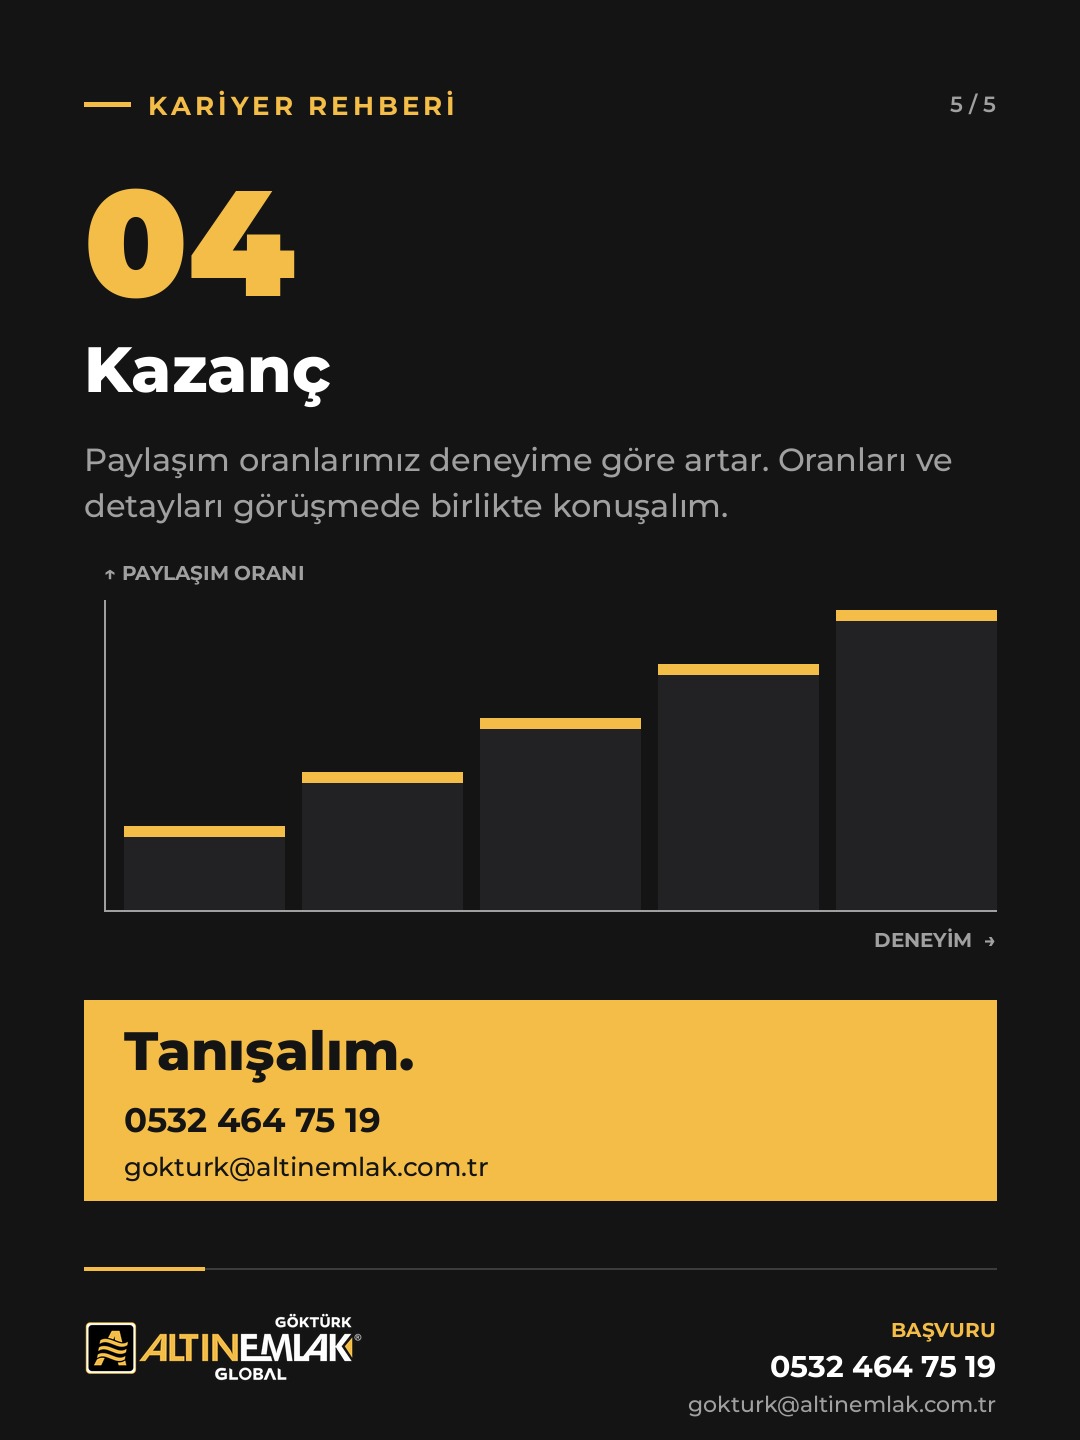 KARİYER REHBERİ
5 / 5
04
Kazanç
Paylaşım oranlarımız deneyime göre artar. Oranları ve
detayları görüşmede birlikte konuşalım.
↑ PAYLAŞIM ORANI
DENEYİM →
Tanışalım.
0532 464 75 19
gokturk@altinemlak.com.tr
GÖKTÜRK
ALTINEMLAK®
GLOBAL
BAŞVURU
0532 464 75 19
gokturk@altinemlak.com.tr